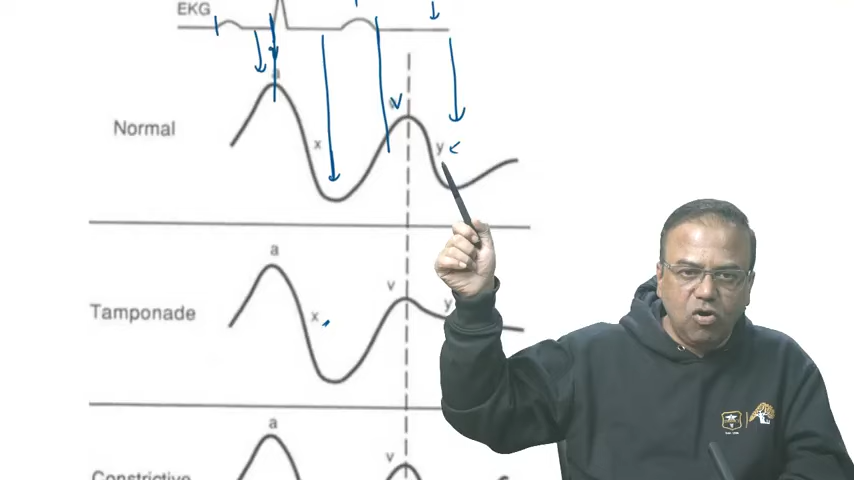 EKG
a
V
Normal
x
y <
a
v
Tamponade
x
y
a
v
Constrictive